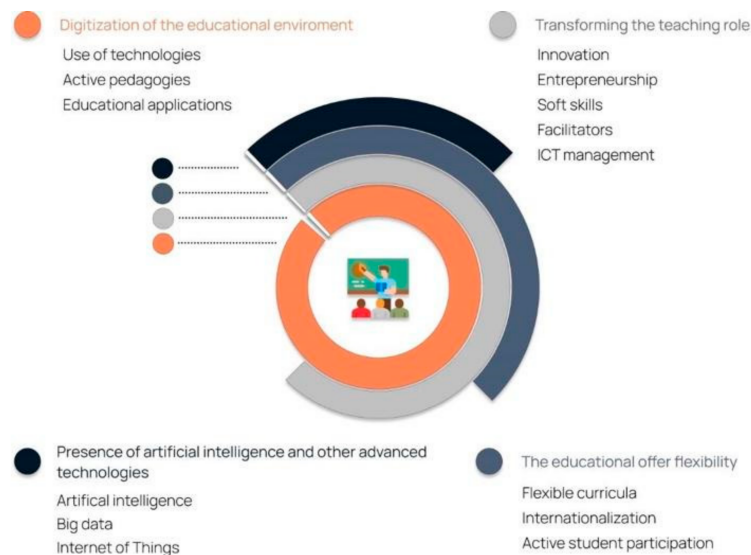 Digitization of the educational enviroment
Use of technologies
Active pedagogies
Educational applications
Transforming the teaching role
Innovation
Entrepreneurship
Soft skills
Facilitators
ICT management
Presence of artificial intelligence and other advanced
technologies
Artifical intelligence
Big data
Internet of Things
The educational offer flexibility
Flexible curricula
Internationalization
Active student participation